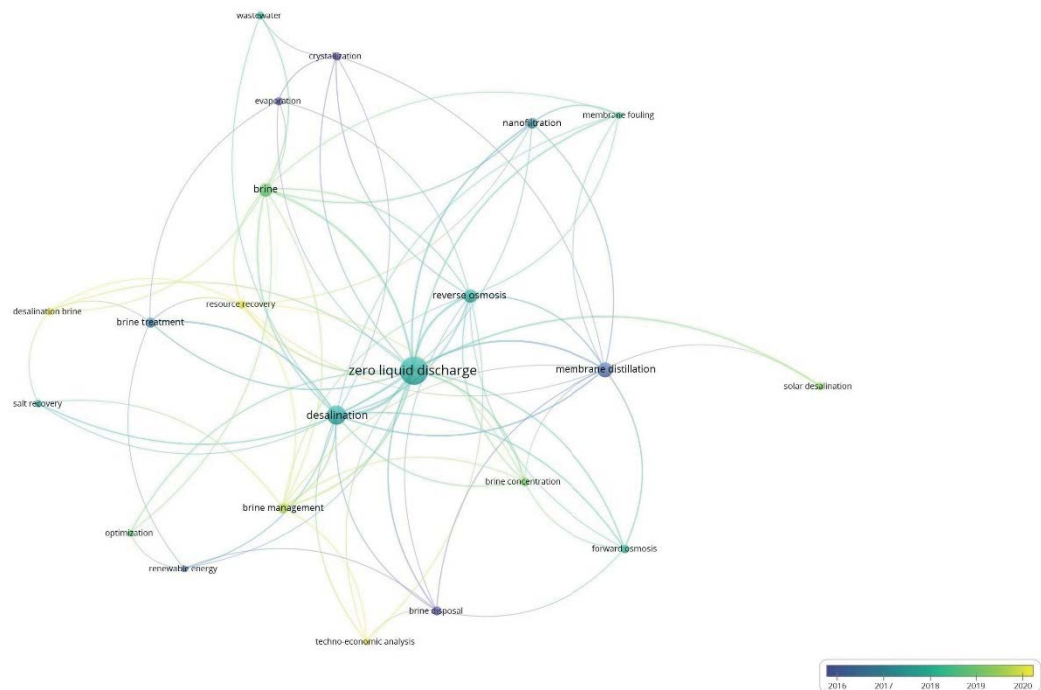 wastewater
crystallization
evaporation
nanofiltration
membrane fouling
brine
reverse osmosis
resource recovery
desalination brine
brine treatment
zero liquid discharge
membrane distillation
solar desalination
salt recovery
desalination
brine concentration
brine management
optimization
forward osmosis
renewable energy
brine disposal
techno-economic analysis
2016 2017 2018 2019 2020